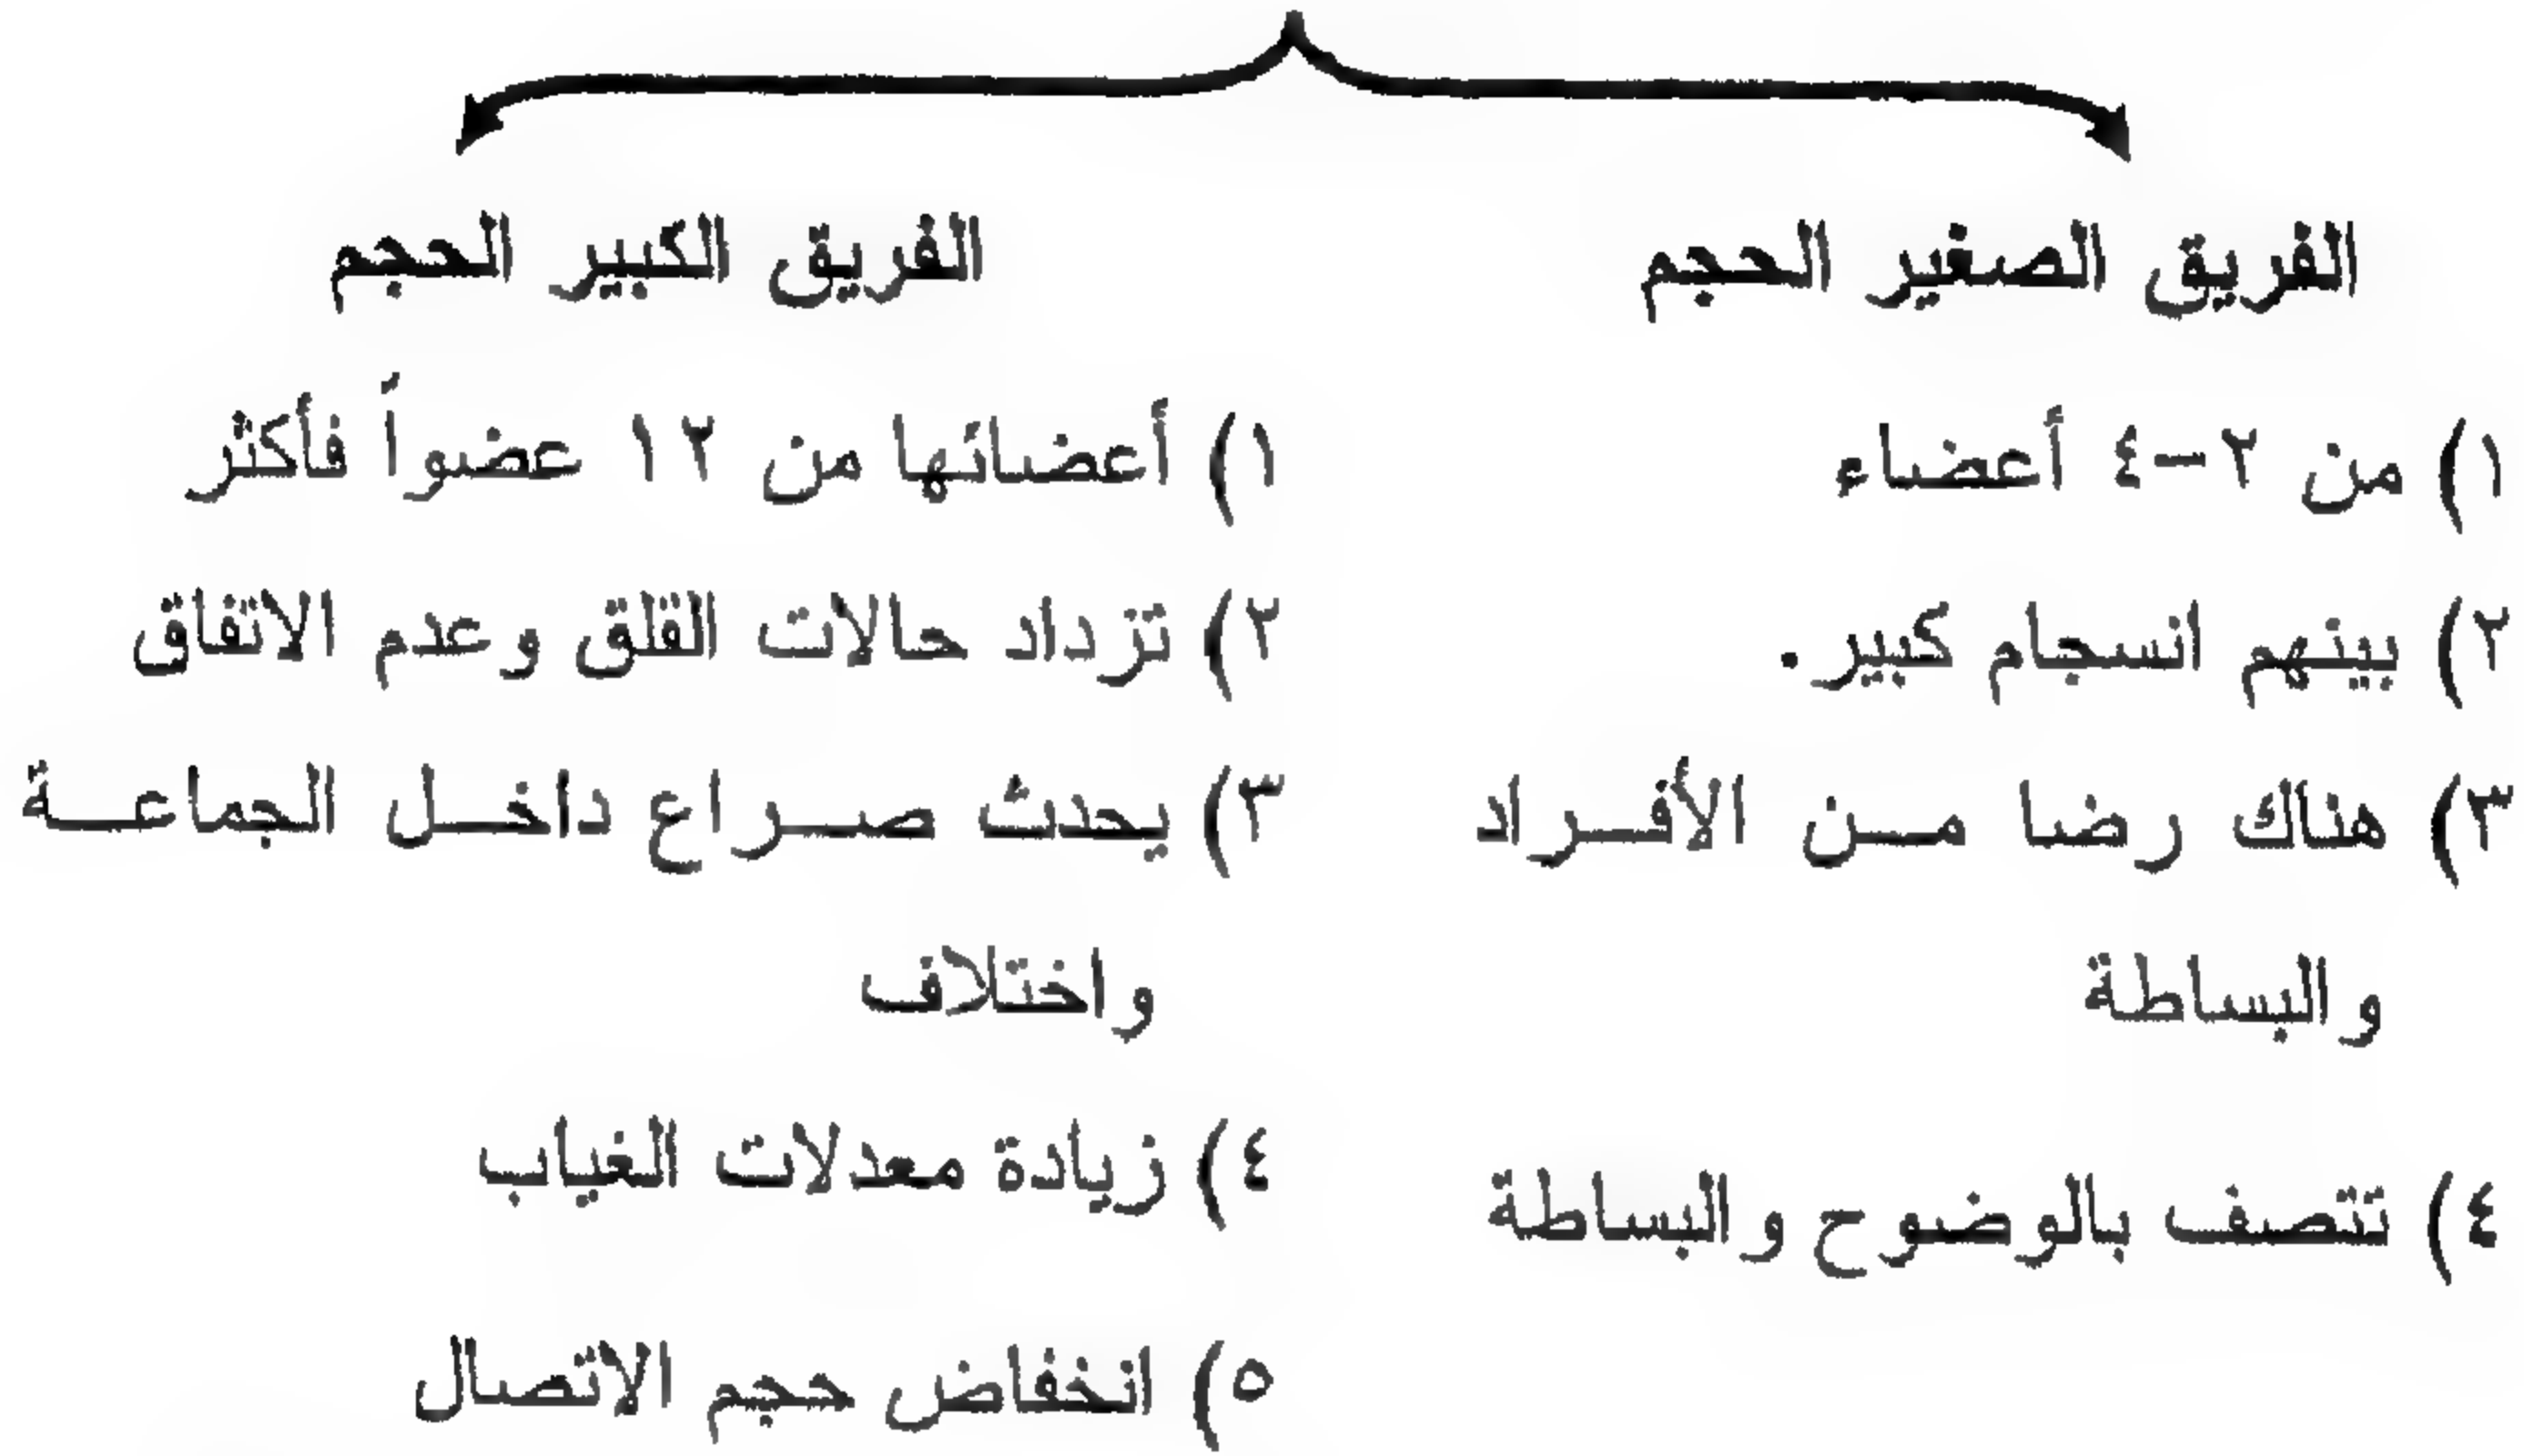 الفريق الصغير الحجم
١) من ٢-٤ أعضاء
٢) بينهم انسجام كبير.
٣) هناك رضا من الأفراد
والبساطة
٤) تتصف بالوضوح والبساطة
الفريق الكبير الحجم
١) أعضائها من ١٢ عضواً فأكثر
٢) تزداد حالات القلق وعدم الاتفاق
٣) يحدث صراع داخل الجماعة
واختلاف
٤) زيادة معدلات الغياب
٥) انخفاض حجم الاتصال